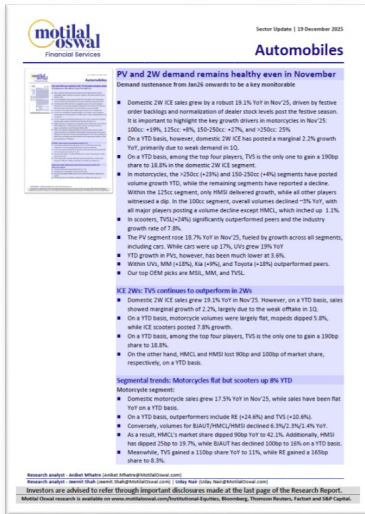 motilal
oswal
Financial Services
Sector Update | 19 December 2025
Automobiles
PV and 2W demand remains healthy even in November
Demand sustenance from Jan26 onwards to be a key monitorable
Domestic 2W ICE sales grew by a robust 19.1% YoY in Nov'25, driven by festive
order backlogs and normalization of dealer stock levels post the festive season.
It is important to highlight the key growth drivers in motorcycles in Nov'25:
100cc: +19%, 125cc: +8%, 150-250cc: +27%, and >250cc: 25%
On a YTD basis, however, domestic 2W ICE has posted a marginal 2.2% growth
YoY, primarily due to weak demand in 1Q.
On a YTD basis, among the top four players, TVS is the only one to gain a 190bp
share to 18.8% in the domestic 2W ICE segment.
In motorcycles, the >250cc (+23%) and 150-250cc (+4%) segments have posted
volume growth YTD, while the remaining segments have reported a decline.
Within the 125cc segment, only HMSI delivered growth, while all other players
witnessed a dip. In the 100cc segment, overall volumes declined ~3% YoY, with
all major players posting a volume decline except HMCL, which inched up 1.1%.
In scooters, TVSL(+24%) significantly outperformed peers and the industry
growth rate of 7.8%.
The PV segment rose 18.7% YoY in Nov'25, fueled by growth across all segments,
including cars. While cars were up 17%, UVs grew 19% YoY
YTD growth in PVs, however, has been much lower at 3.6%.
Within UVs, MM (+18%), Kia (+9%), and Toyota (+18%) outperformed peers.
Our top OEM picks are MSIL, MM, and TVSL.
ICE 2Ws: TVS continues to outperform in 2Ws
Domestic 2W ICE sales grew 19.1% YoY in Nov'25. However, on a YTD basis, sales
showed marginal growth of 2.2%, largely due to the weak offtake in 1Q.
On a YTD basis, motorcycle volumes were largely flat, mopeds dipped 5.8%,
while ICE scooters posted 7.8% growth.
On a YTD basis, among the top four players, TVS is the only one to gain a 190bp
share to 18.8%.
On the other hand, HMCL and HMSI lost 90bp and 100bp of market share,
respectively, on a YTD basis.
Segmental trends: Motorcycles flat but scooters up 8% YTD
Motorcycle segment:
Domestic motorcycle sales grew 17.5% YoY in Nov'25, while sales have been flat
YoY on a YTD basis.
On a YTD basis, outperformers include RE (+24.6%) and TVS (+10.6%).
Conversely, volumes for BJAUT/HMCL/HMSI declined 6.3%/2.3%/1.4% YoY.
As a result, HMCL's market share dipped 90bp YoY to 42.1%. Additionally, HMSI
has dipped 25bp to 19.7%, while BJAUT has declined 100bp to 16% on a YTD basis.
Meanwhile, TVS gained a 110bp share YoY to 11%, while RE gained a 165bp
share to 8.3%.
Research analyst - Aniket Mhatre (Aniket.Mhatre@MotilalOswal.com)
Research analyst - Jeemit Shah (Jeemit.Shah@MotilalOswal.com) | Uday Nair (Uday.Nair@MotilalOswal.com)
Investors are advised to refer through important disclosures made at the last page of the Research Report.
Motilal Oswal research is available on www.motilaloswal.com/Institutional-Equities, Bloomberg, Thomson Reuters, Factset and S&P Capital.